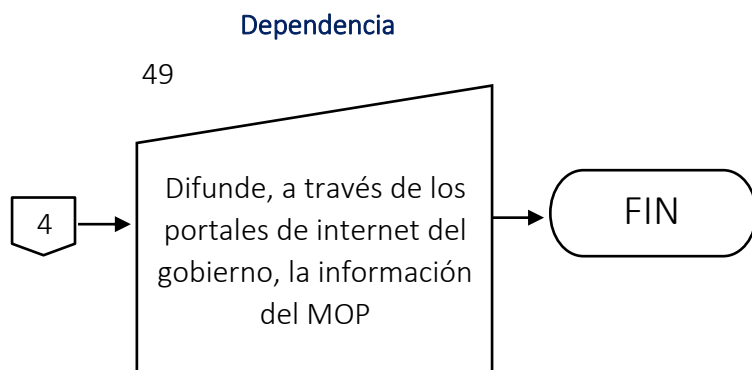 Dependencia
49
4
Difunde, a través de los
portales de internet del
gobierno, la información
del MOP
FIN